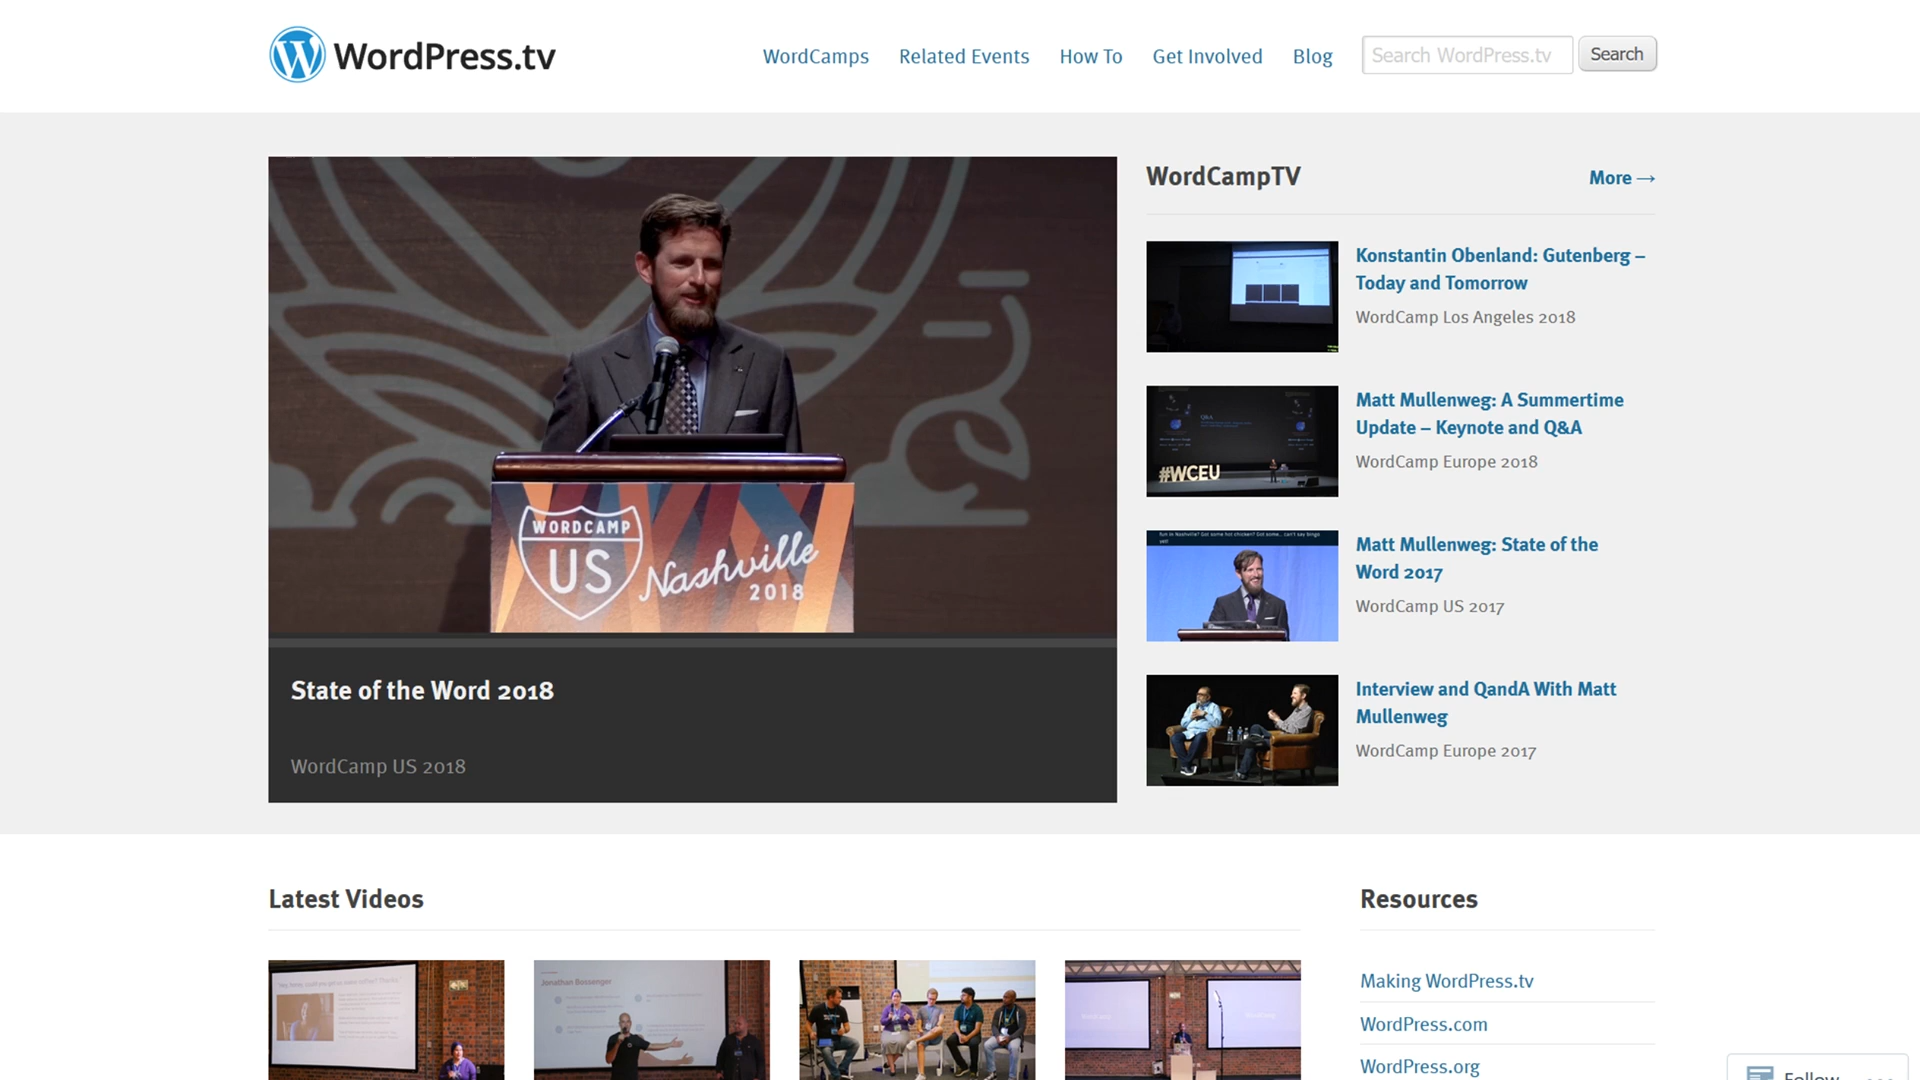 WordPress.tv
WordCamps
Related Events
How To
Get Involved
Blog
Search WordPress.tv
Search
WORDCAMP
US
Nashville
2018
State of the Word 2018
WordCamp US 2018
WordCampTV
More →
Konstantin Obenland: Gutenberg –
Today and Tomorrow
WordCamp Los Angeles 2018
#WCEU
Matt Mullenweg: A Summertime
Update – Keynote and Q&A
WordCamp Europe 2018
Matt Mullenweg: State of the
Word 2017
WordCamp US 2017
Interview and QandA With Matt
Mullenweg
WordCamp Europe 2017
Latest Videos
Jonathan Bossenger
Resources
Making WordPress.tv
WordPress.com
WordPress.org
Follow